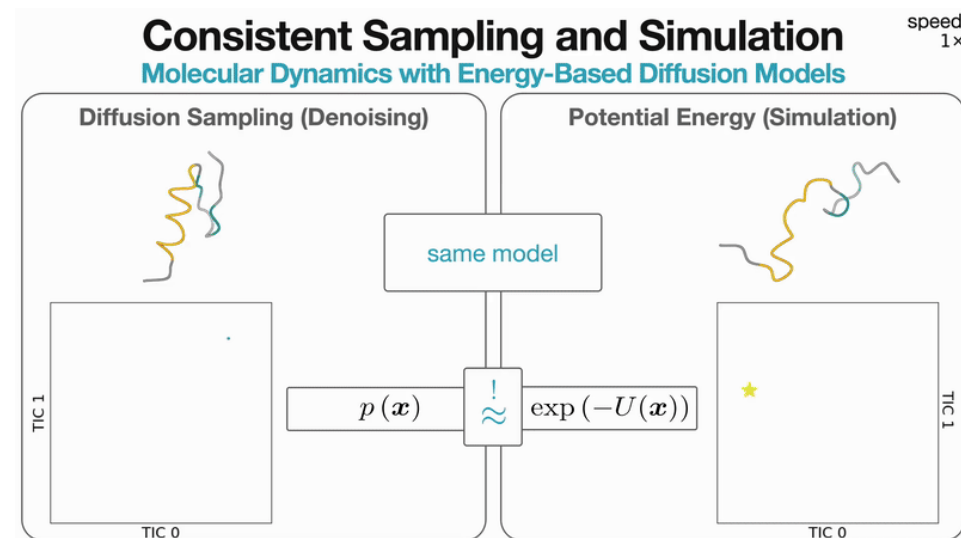 Consistent Sampling and Simulation
Molecular Dynamics with Energy-Based Diffusion Models
speed
1×
Diffusion Sampling (Denoising)
Potential Energy (Simulation)
same model
TIC 1
TIC 0
p(x)
!
≈
exp(−U(x))
TIC 1
TIC 0